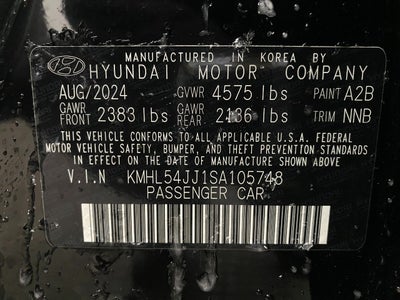 MANUFACTURED IN KOREA BY
HYUNDAI MOTOR COMPANY
AUG/2024 GVWR 4575 lbs PAINT A2B
GAWR FRONT 2383 lbs GAWR REAR 2136 lbs TRIM NNB
THIS VEHICLE CONFORMS TO ALL APPLICABLE U.S.A. FEDERAL
MOTOR VEHICLE SAFETY, BUMPER, AND THEFT PREVENTION STANDARDS
IN EFFECT ON THE DATE OF MANUFACTURE SHOWN ABOVE
V.I.N KMHL54JJ1SA105748
PASSENGER CAR